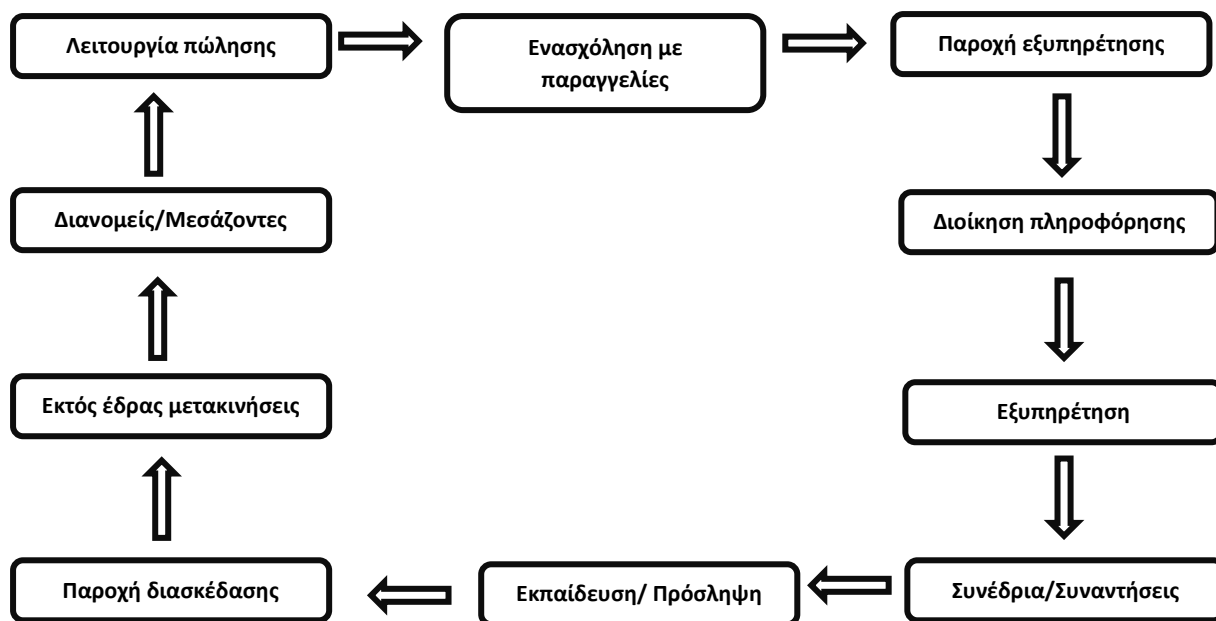 Λειτουργία πώλησης
Ενασχόληση με
παραγγελίες
Παροχή εξυπηρέτησης
Διανομείς/Μεσάζοντες
Διοίκηση πληροφόρησης
Εκτός έδρας μετακινήσεις
Εξυπηρέτηση
Παροχή διασκέδασης
Εκπαίδευση/ Πρόσληψη
Συνέδρια/Συναντήσεις